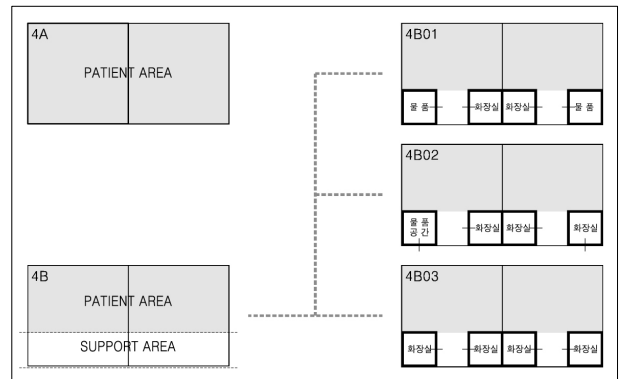 4A
PATIENT AREA
4B
PATIENT AREA
SUPPORT AREA
4B01
물 품 화장실 화장실 물 품
4B02
물 품
공 간 화장실 화장실 화장실
4B03
화장실 화장실 화장실 화장실